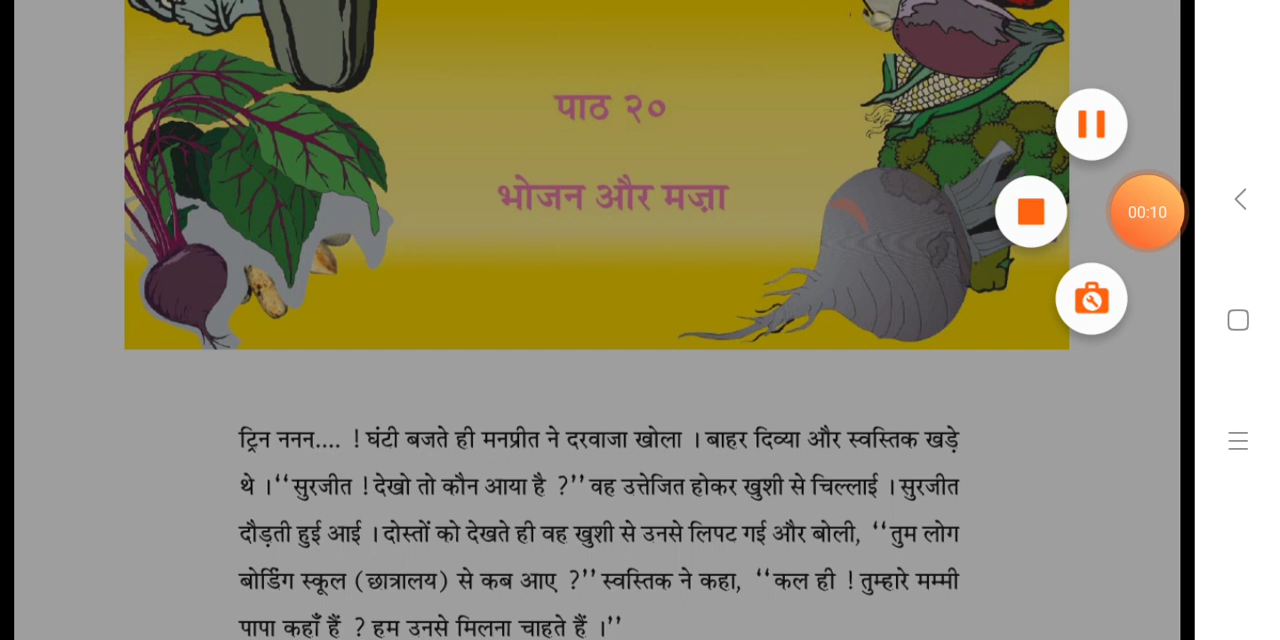 पाठ २०
भोजन और मज़ा
00:10
ट्रिन ननन.... ! घंटी बजते ही मनप्रीत ने दरवाजा खोला । बाहर दिव्या और स्वस्तिक खड़े
थे । ‘‘सुरजीत ! देखो तो कौन आया है ?’’ वह उत्तेजित होकर खुशी से चिल्लाई । सुरजीत
दौड़ती हुई आई । दोस्तों को देखते ही वह खुशी से उनसे लिपट गई और बोली, ‘‘तुम लोग
बोर्डिंग स्कूल (छात्रालय) से कब आए ?’’ स्वस्तिक ने कहा, ‘‘कल ही ! तुम्हारे मम्मी
पापा कहाँ हैं ? हम उनसे मिलना चाहते हैं ।’’